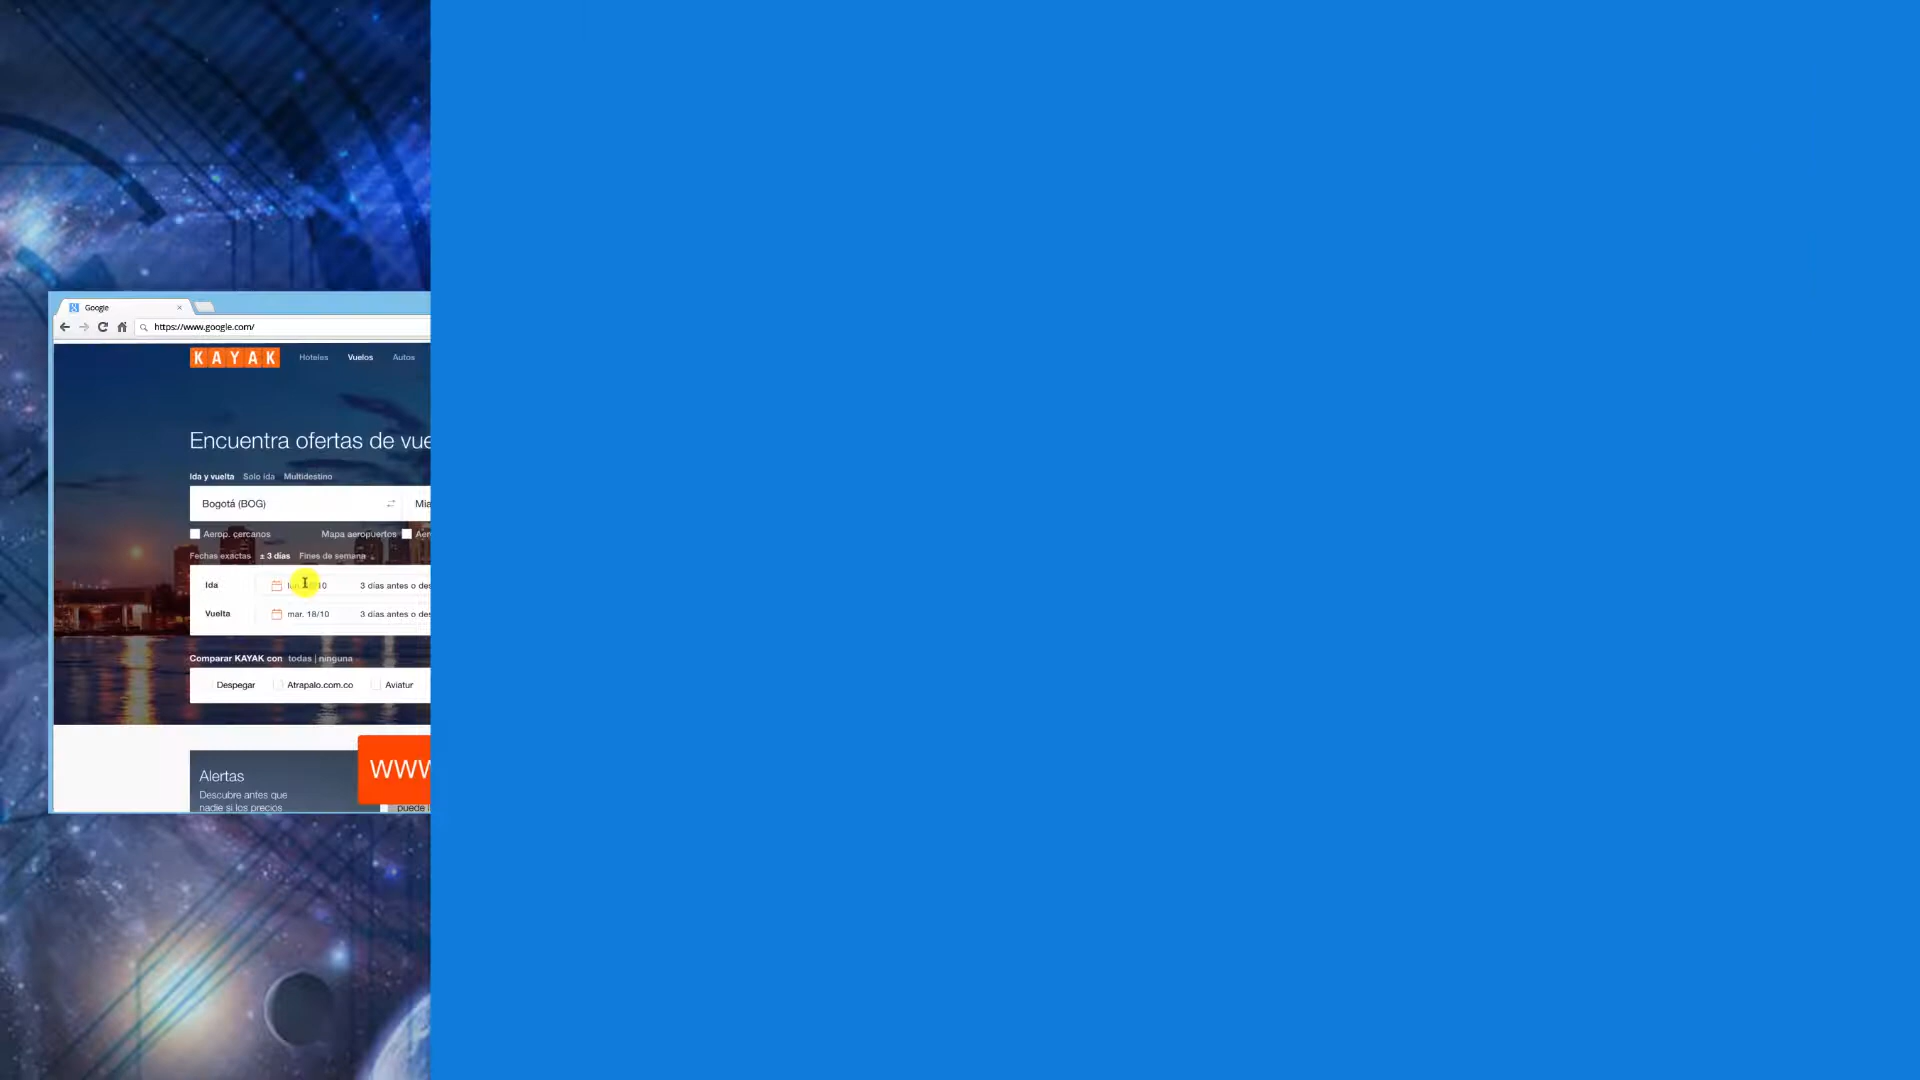 Google
https://www.google.com/
KAYAK Hoteles Vuelos Autos
Encuentra ofertas de vue
Ida y vuelta Solo ida Multidestino
Bogotá (BOG) Mia
Aerop. cercanos Mapa aeropuertos Aer
Fechas exactas ± 3 días Fines de semana
Ida 3 días antes o des
Vuelta mar. 18/10 3 días antes o des
Comparar KAYAK con todas | ninguna
Despegar Atrapalo.com.co Aviatur
WWW
Alertas
Descubre antes que
nadie si los precios
puede l